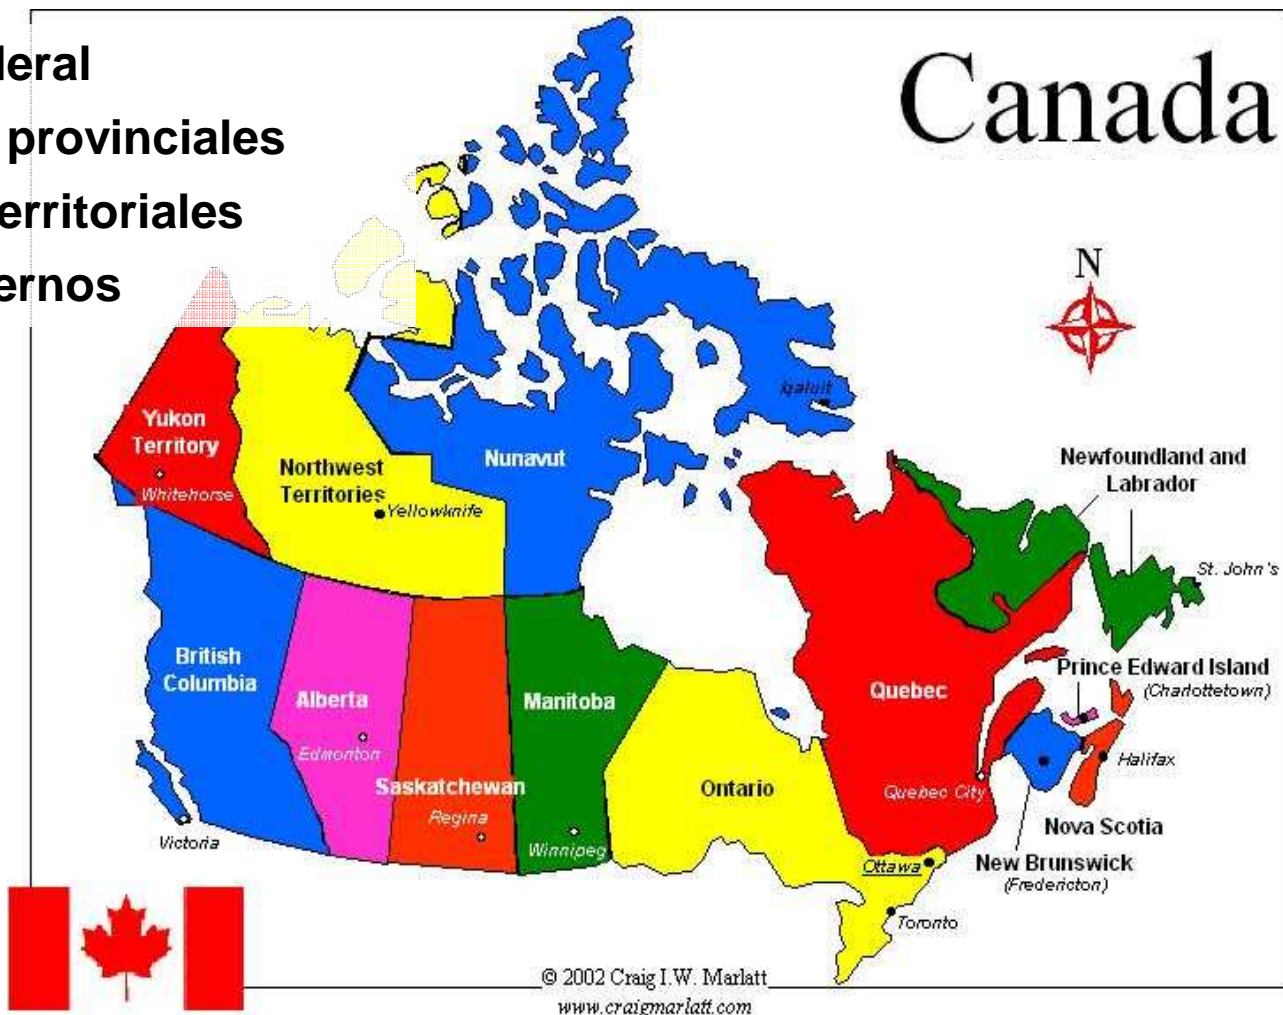 deral
provinciales
erritoriales
ernos
Canada
N
Iqaluit
Yukon
Territory
Whitehorse
Northwest
Territories
Yellowknife
Nunavut
Newfoundland and
Labrador
St. John's
British
Columbia
Alberta
Edmonton
Saskatchewan
Regina
Manitoba
Winnipeg
Ontario
Quebec
Quebec City
Prince Edward Island
(Charlottetown)
Halifax
Nova Scotia
New Brunswick
(Fredericton)
Victoria
Ottawa
Toronto
© 2002 Craig I.W. Marlatt
www.craigmarlatt.com